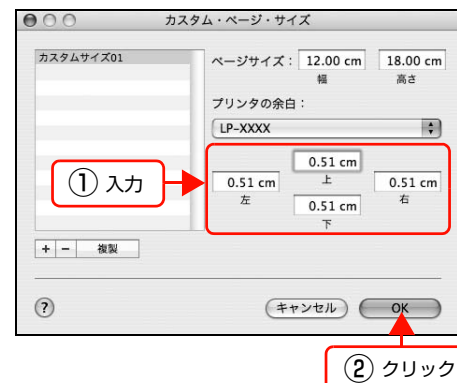 カスタム・ページ・サイズ
カスタムサイズ01
ページサイズ： 12.00 cm 18.00 cm
幅 高さ
プリンタの余白：
LP-XXXX
① 入力
0.51 cm
上
0.51 cm 0.51 cm
左 右
0.51 cm
下
+ − 複製
? キャンセル OK
② クリック